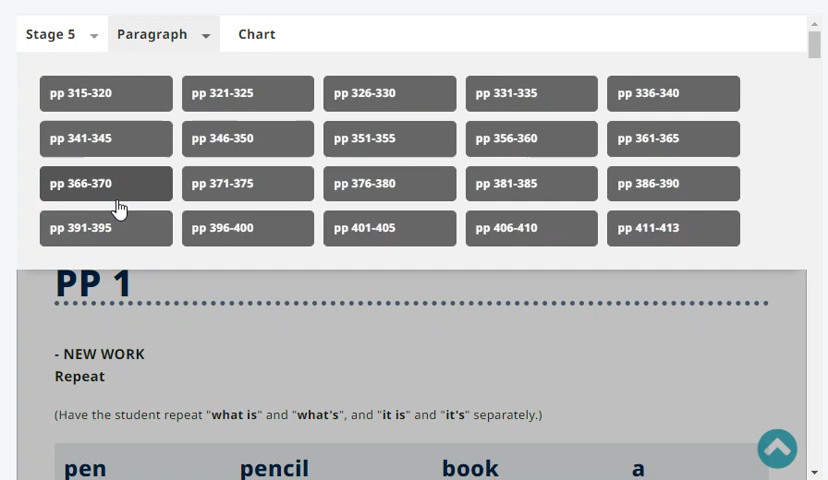 Stage 5 Paragraph Chart
pp 315-320 pp 321-325 pp 326-330 pp 331-335 pp 336-340
pp 341-345 pp 346-350 pp 351-355 pp 356-360 pp 361-365
pp 366-370 pp 371-375 pp 376-380 pp 381-385 pp 386-390
pp 391-395 pp 396-400 pp 401-405 pp 406-410 pp 411-413
PP 1
- NEW WORK
Repeat
(Have the student repeat "what is" and "what's", and "it is" and "it's" separately.)
pen pencil book a